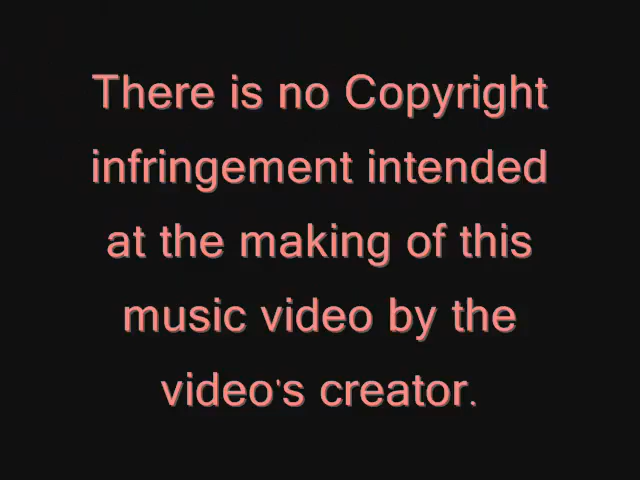 There is no Copyright
infringement intended
at the making of this
music video by the
video's creator.